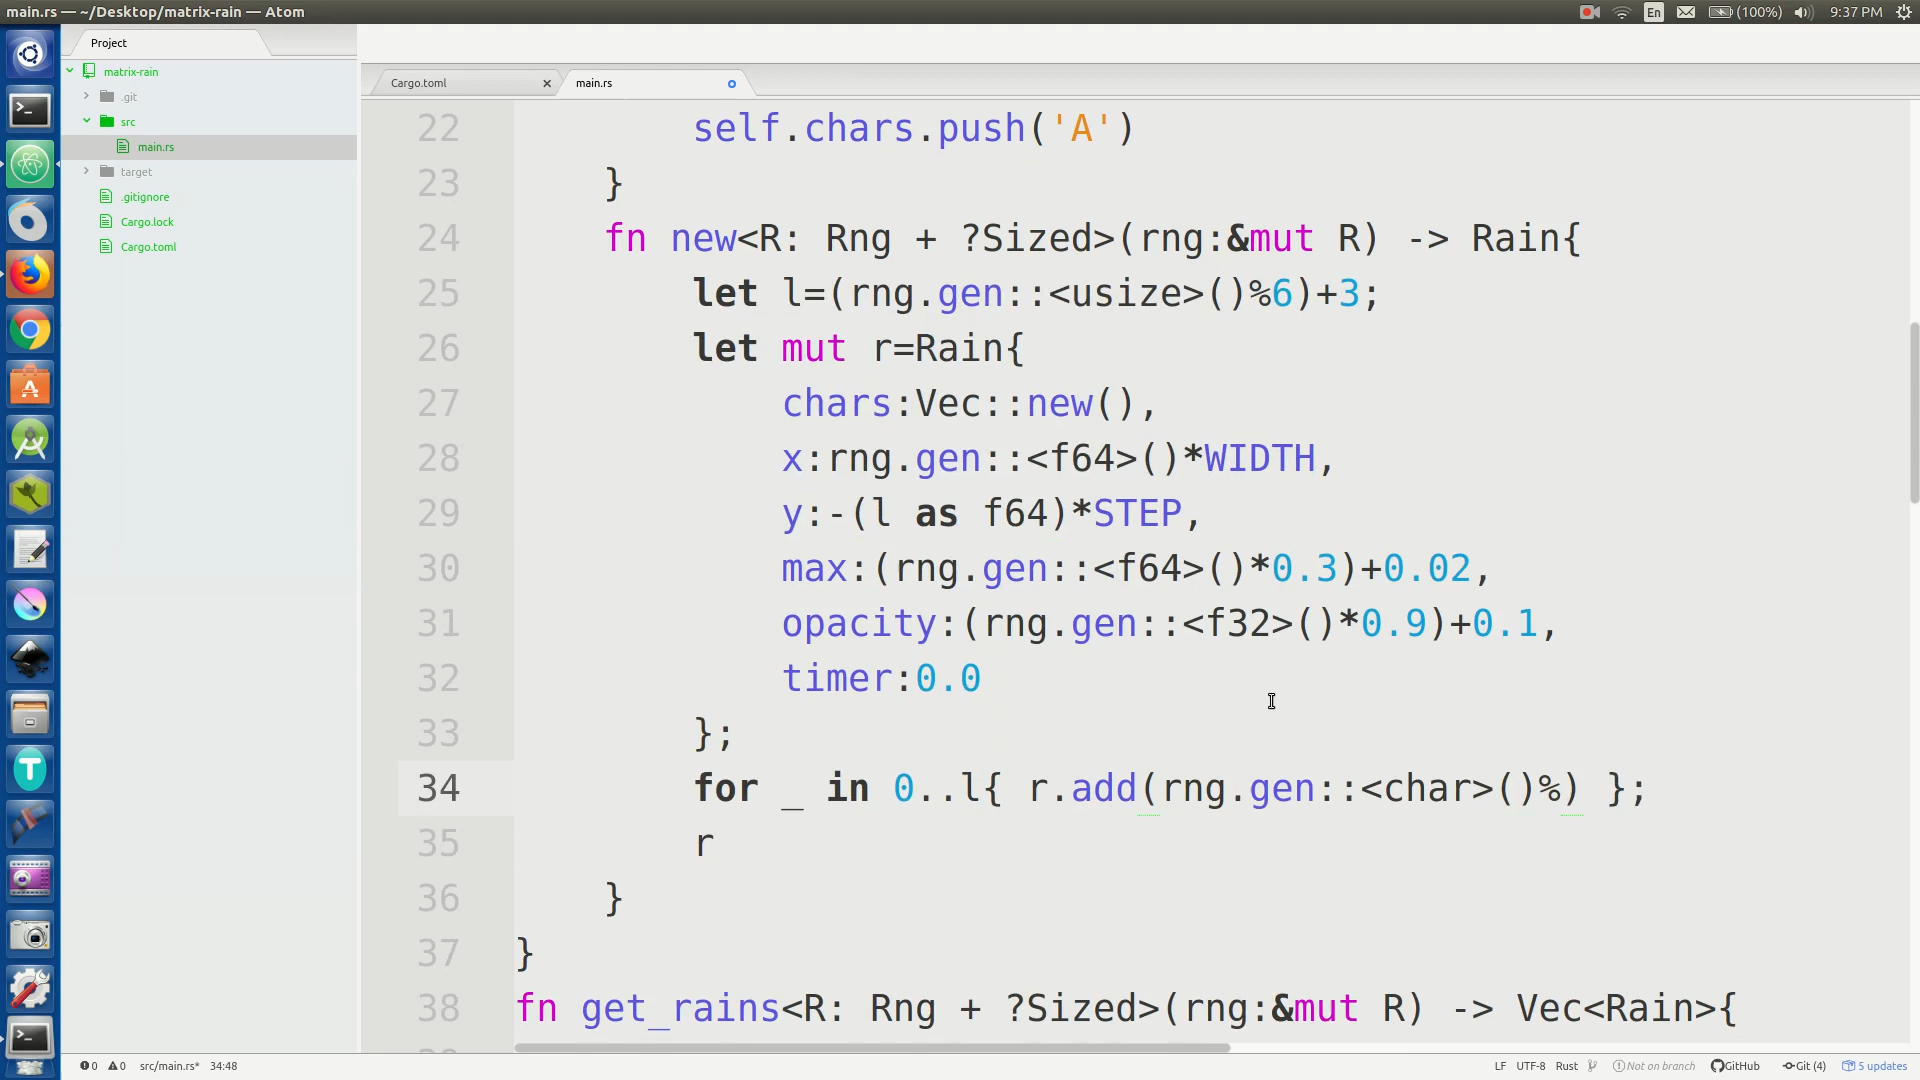 main.rs — ~/Desktop/matrix-rain — Atom
En
(100%)
9:37 PM
Project
matrix-rain
.git
src
main.rs
target
.gitignore
Cargo.lock
Cargo.toml
Cargo.toml
main.rs
22 self.chars.push('A')
23 }
24 fn new<R: Rng + ?Sized>(rng:&mut R) -> Rain{
25 let l=(rng.gen::<usize>()%6)+3;
26 let mut r=Rain{
27 chars:Vec::new(),
28 x:rng.gen::<f64>()*WIDTH,
29 y:-(l as f64)*STEP,
30 max:(rng.gen::<f64>()*0.3)+0.02,
31 opacity:(rng.gen::<f32>()*0.9)+0.1,
32 timer:0.0
33 };
34 for _ in 0..l{ r.add(rng.gen::<char>()%) };
35 r
36 }
37 }
38 fn get_rains<R: Rng + ?Sized>(rng:&mut R) -> Vec<Rain>{
0 0 src/main.rs* 34:48
LF UTF-8 Rust Not on branch GitHub Git (4) 5 updates